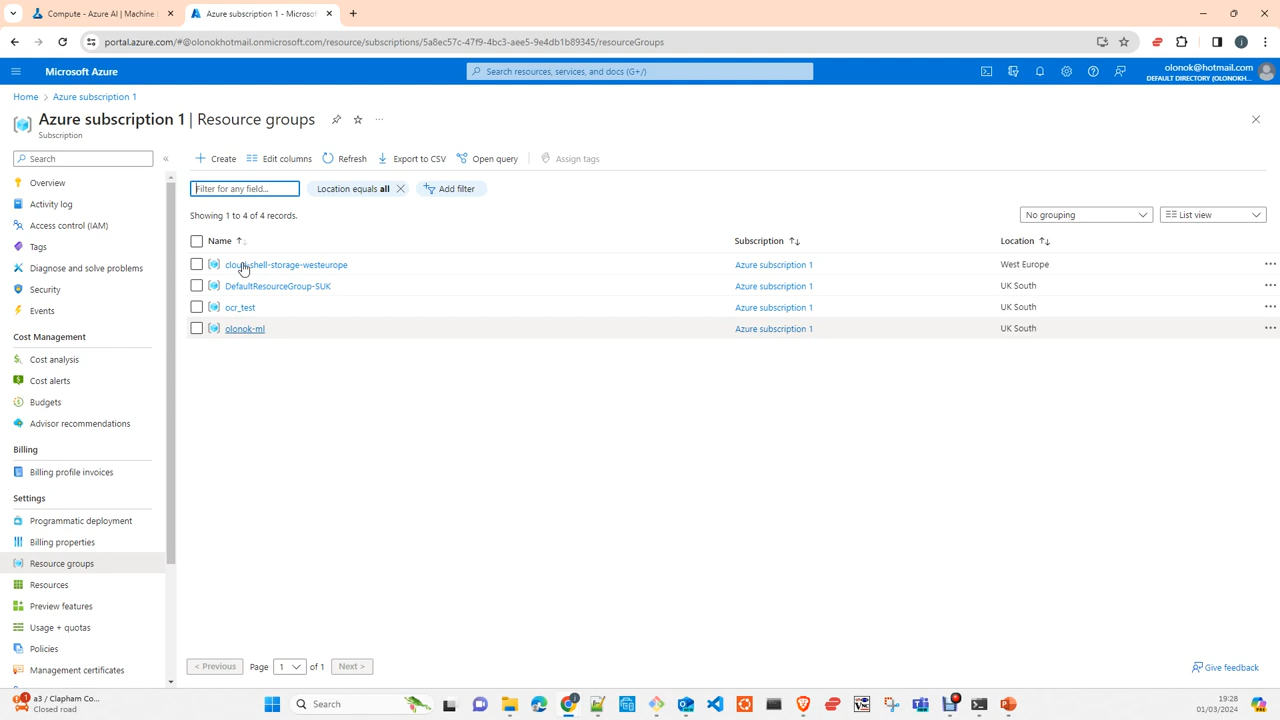 Compute - Azure AI | Machine
Azure subscription 1 - Microsof
portal.azure.com/#@olonokhotmail.onmicrosoft.com/resource/subscriptions/5a8ec57c-47f9-4bc3-aee5-9e4db1b89345/resourceGroups
Microsoft Azure
Search resources, services, and docs (G+/)
olonok@hotmail.com
DEFAULT DIRECTORY (OLONOKH...
Home > Azure subscription 1
Azure subscription 1 | Resource groups ...
Subscription
Search
«
Create
Edit columns
Refresh
Export to CSV
Open query
Assign tags
Overview
Activity log
Access control (IAM)
Tags
Diagnose and solve problems
Security
Events
Cost Management
Cost analysis
Cost alerts
Budgets
Advisor recommendations
Billing
Billing profile invoices
Settings
Programmatic deployment
Billing properties
Resource groups
Resources
Preview features
Usage + quotas
Policies
Management certificates
Filter for any field...
Location equals all
Add filter
Showing 1 to 4 of 4 records.
No grouping
List view
Name Subscription Location
cloud-shell-storage-westeurope Azure subscription 1 West Europe
DefaultResourceGroup-SUK Azure subscription 1 UK South
ocr_test Azure subscription 1 UK South
olonok-ml Azure subscription 1 UK South
< Previous Page 1 of 1 Next >
Give feedback
a3 / Clapham Co...
Closed road
Search
19:28
01/03/2024